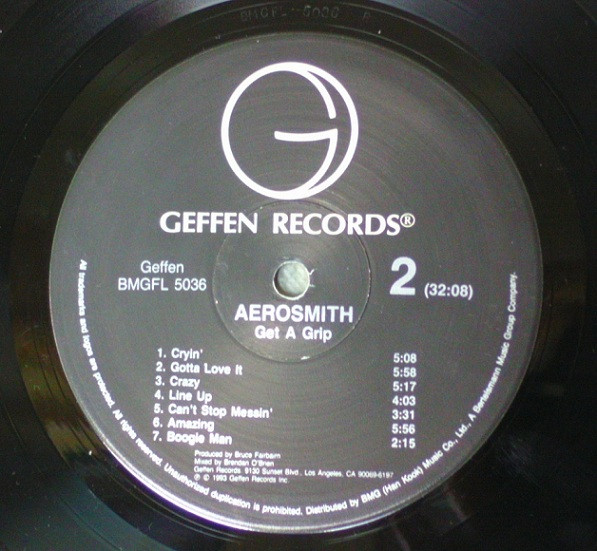 BMGFL-5036 B
GEFFEN RECORDS®
Geffen
BMGFL 5036
2 (32:08)
AEROSMITH
Get A Grip
1. Cryin' 5:08
2. Gotta Love It 5:58
3. Crazy 5:17
4. Line Up 4:03
5. Can't Stop Messin' 3:31
6. Amazing 5:56
7. Boogie Man 2:15
Produced by Bruce Fairbairn
Mixed by Brendan O'Brien
Geffen Records 9130 Sunset Blvd., Los Angeles, CA 90069-6197
℗ © 1993 Geffen Records Inc.
All trademarks and logos are protected. All rights reserved. Unauthorized duplication is prohibited. Distributed by BMG (Han Kook) Music Co., Ltd., A Bertelsmann Music Group Company.